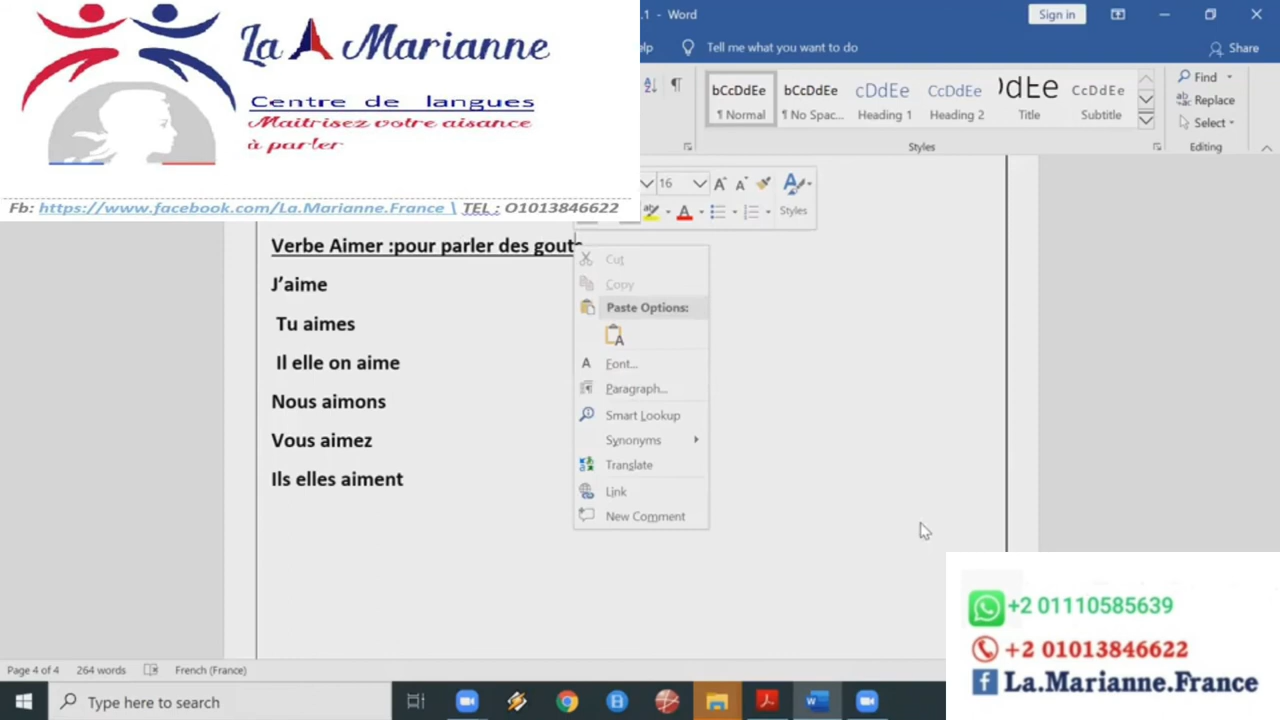 La Marianne
Centre de langues
Maîtrisez votre aisance
à parler
Fb: https://www.facebook.com/La.Marianne.France \ TEL : O1013846622
.1 - Word
Sign in
lp
Tell me what you want to do
Share
bCcDdEe
bCcDdEe
cDdEe
CcDdEe
CcDdEe
¶ Normal
¶ No Spac...
Heading 1
Heading 2
Title
Subtitle
Styles
Find
Replace
Select
Editing
16
Styles
Verbe Aimer :pour parler des gouts
J’aime
Tu aimes
Il elle on aime
Nous aimons
Vous aimez
Ils elles aiment
Cut
Copy
Paste Options:
Font...
Paragraph...
Smart Lookup
Synonyms
Translate
Link
New Comment
+2 01110585639
+2 01013846622
La.Marianne.France
Page 4 of 4
264 words
French (France)
Type here to search